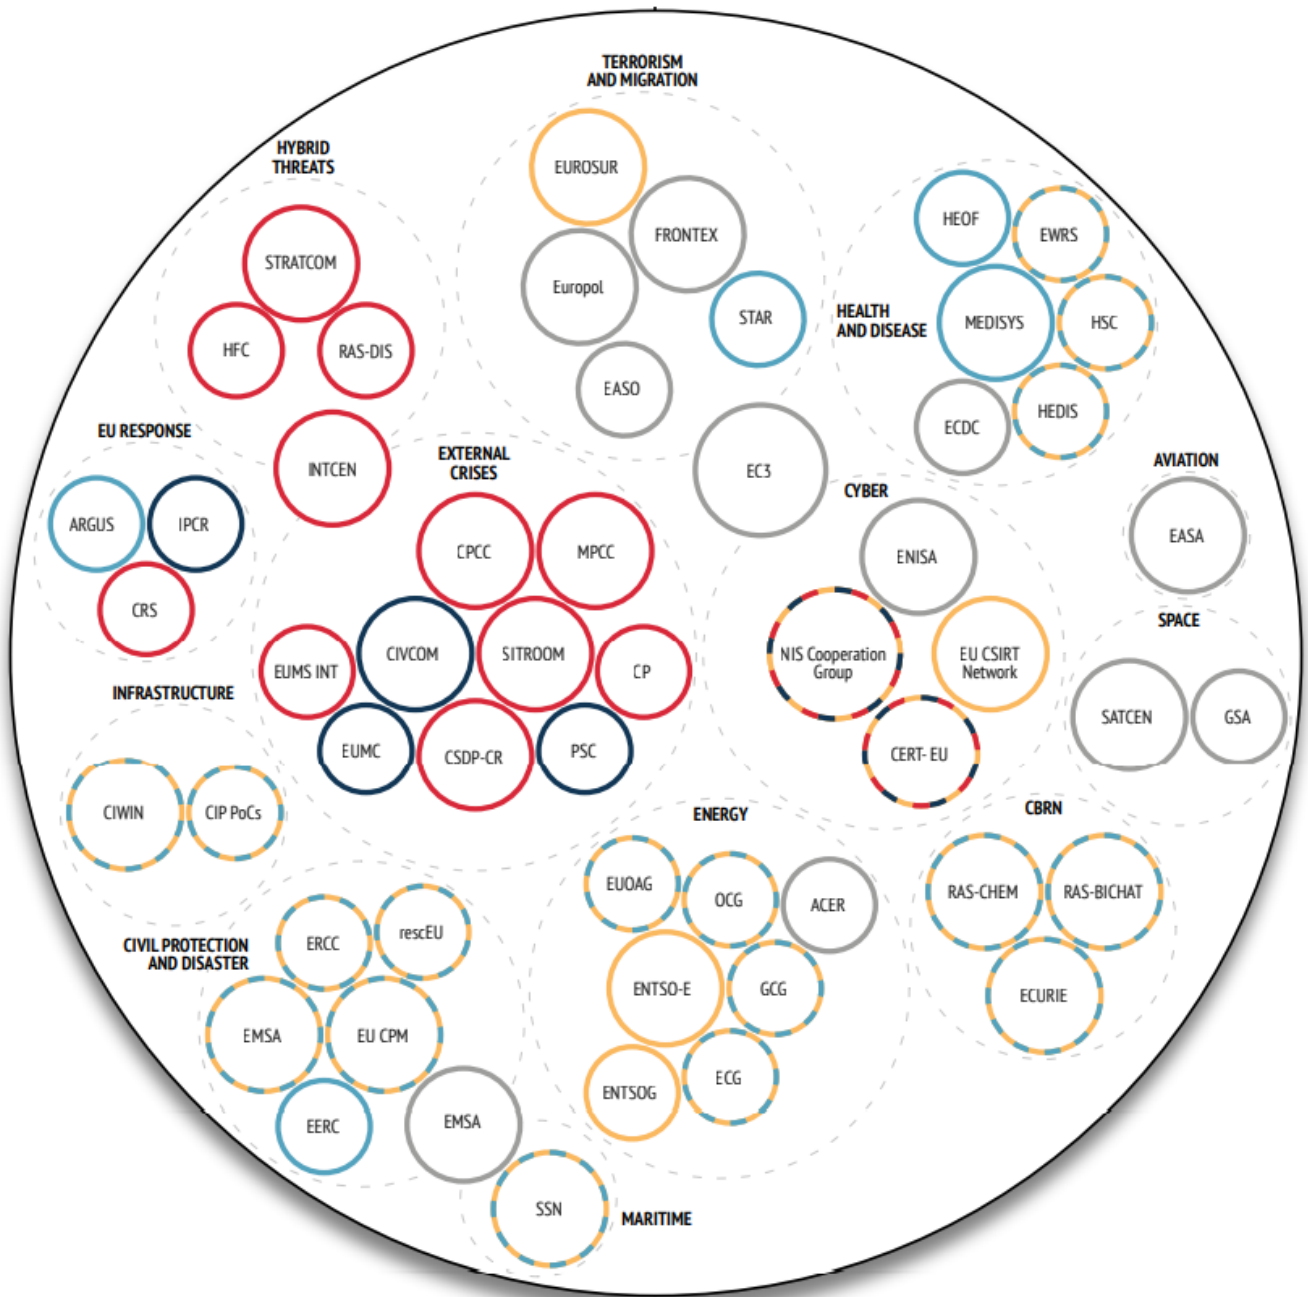 TERRORISM
AND MIGRATION
EUROSUR
FRONTEX
Europol
STAR
EASO
EC3
HYBRID
THREATS
STRATCOM
HFC
RAS-DIS
INTCEN
HEALTH
AND DISEASE
HEOF
EWRS
MEDISYS
HSC
HEDIS
ECDC
EU RESPONSE
ARGUS
IPCR
CRS
EXTERNAL
CRISES
CPCC
MPCC
CIVCOM
SITROOM
EUMS INT
CP
EUMC
CSDP-CR
PSC
CYBER
ENISA
NIS Cooperation
Group
EU CSIRT
Network
CERT- EU
AVIATION
EASA
SPACE
SATCEN
GSA
INFRASTRUCTURE
CIWIN
CIP PoCs
ENERGY
EUOAG
OCG
ACER
ENTSO-E
GCG
ENTSOG
ECG
CBRN
RAS-CHEM
RAS-BICHAT
ECURIE
CIVIL PROTECTION
AND DISASTER
ERCC
rescEU
EMSA
EU CPM
EERC
EMSA
SSN
MARITIME